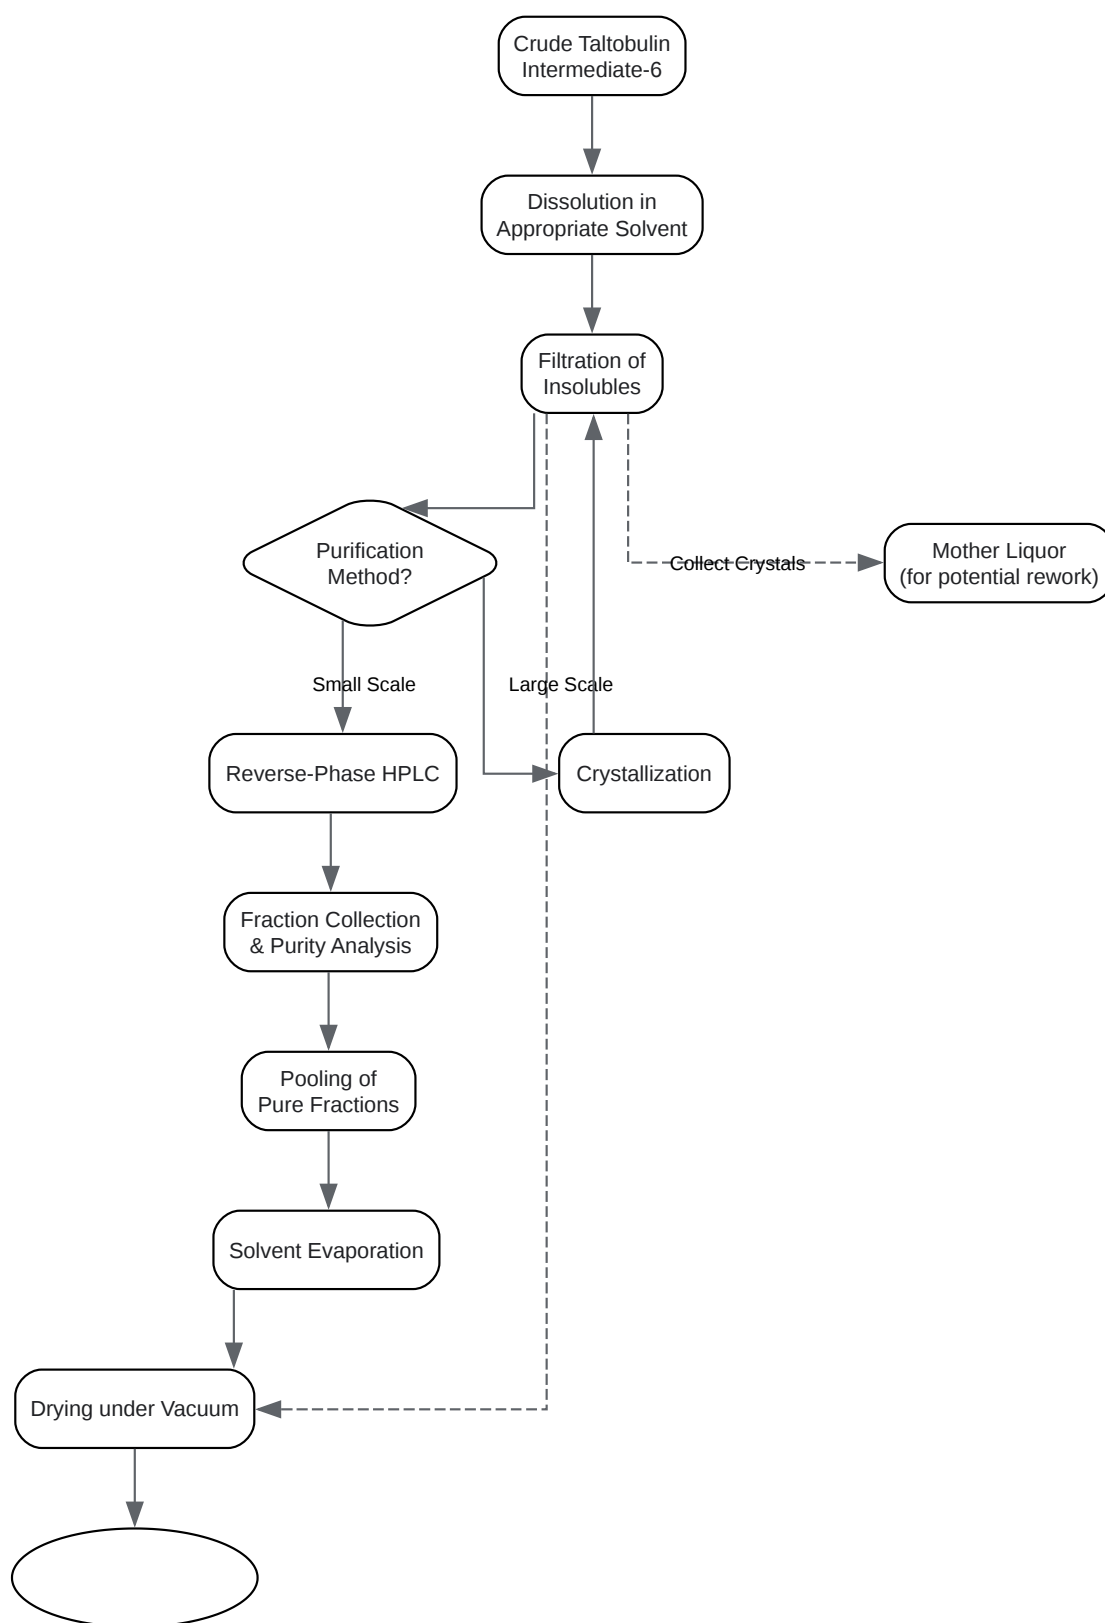 Crude Taltobulin
Intermediate-6
Dissolution in
Appropriate Solvent
Filtration of
Insolubles
Purification
Method?
Collect Crystals
Mother Liquor
(for potential rework)
Small Scale
Large Scale
Reverse-Phase HPLC
Crystallization
Fraction Collection
& Purity Analysis
Pooling of
Pure Fractions
Solvent Evaporation
Drying under Vacuum